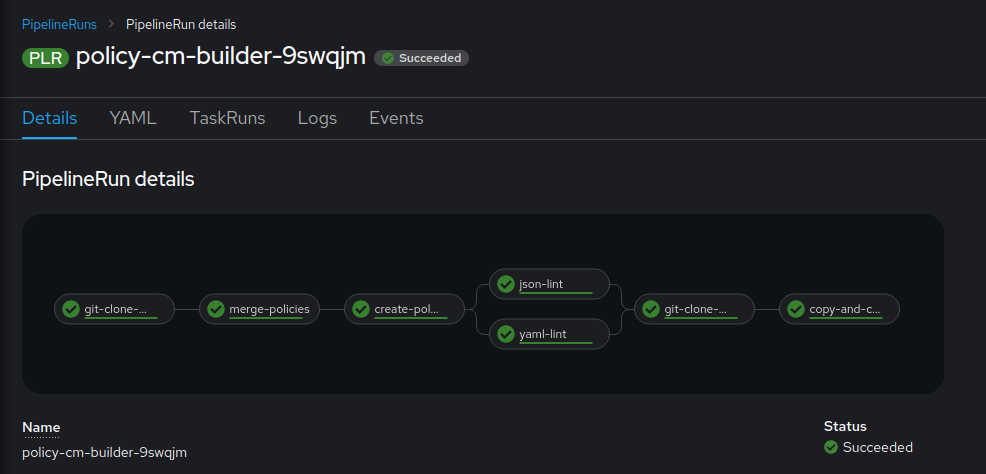 PipelineRuns > PipelineRun details
PLR policy-cm-builder-9swqjm Succeeded
Details YAML TaskRuns Logs Events
PipelineRun details
json-lint
git-clone-... merge-policies create-pol... git-clone-... copy-and-c...
yaml-lint
Name Status
policy-cm-builder-9swqjm Succeeded